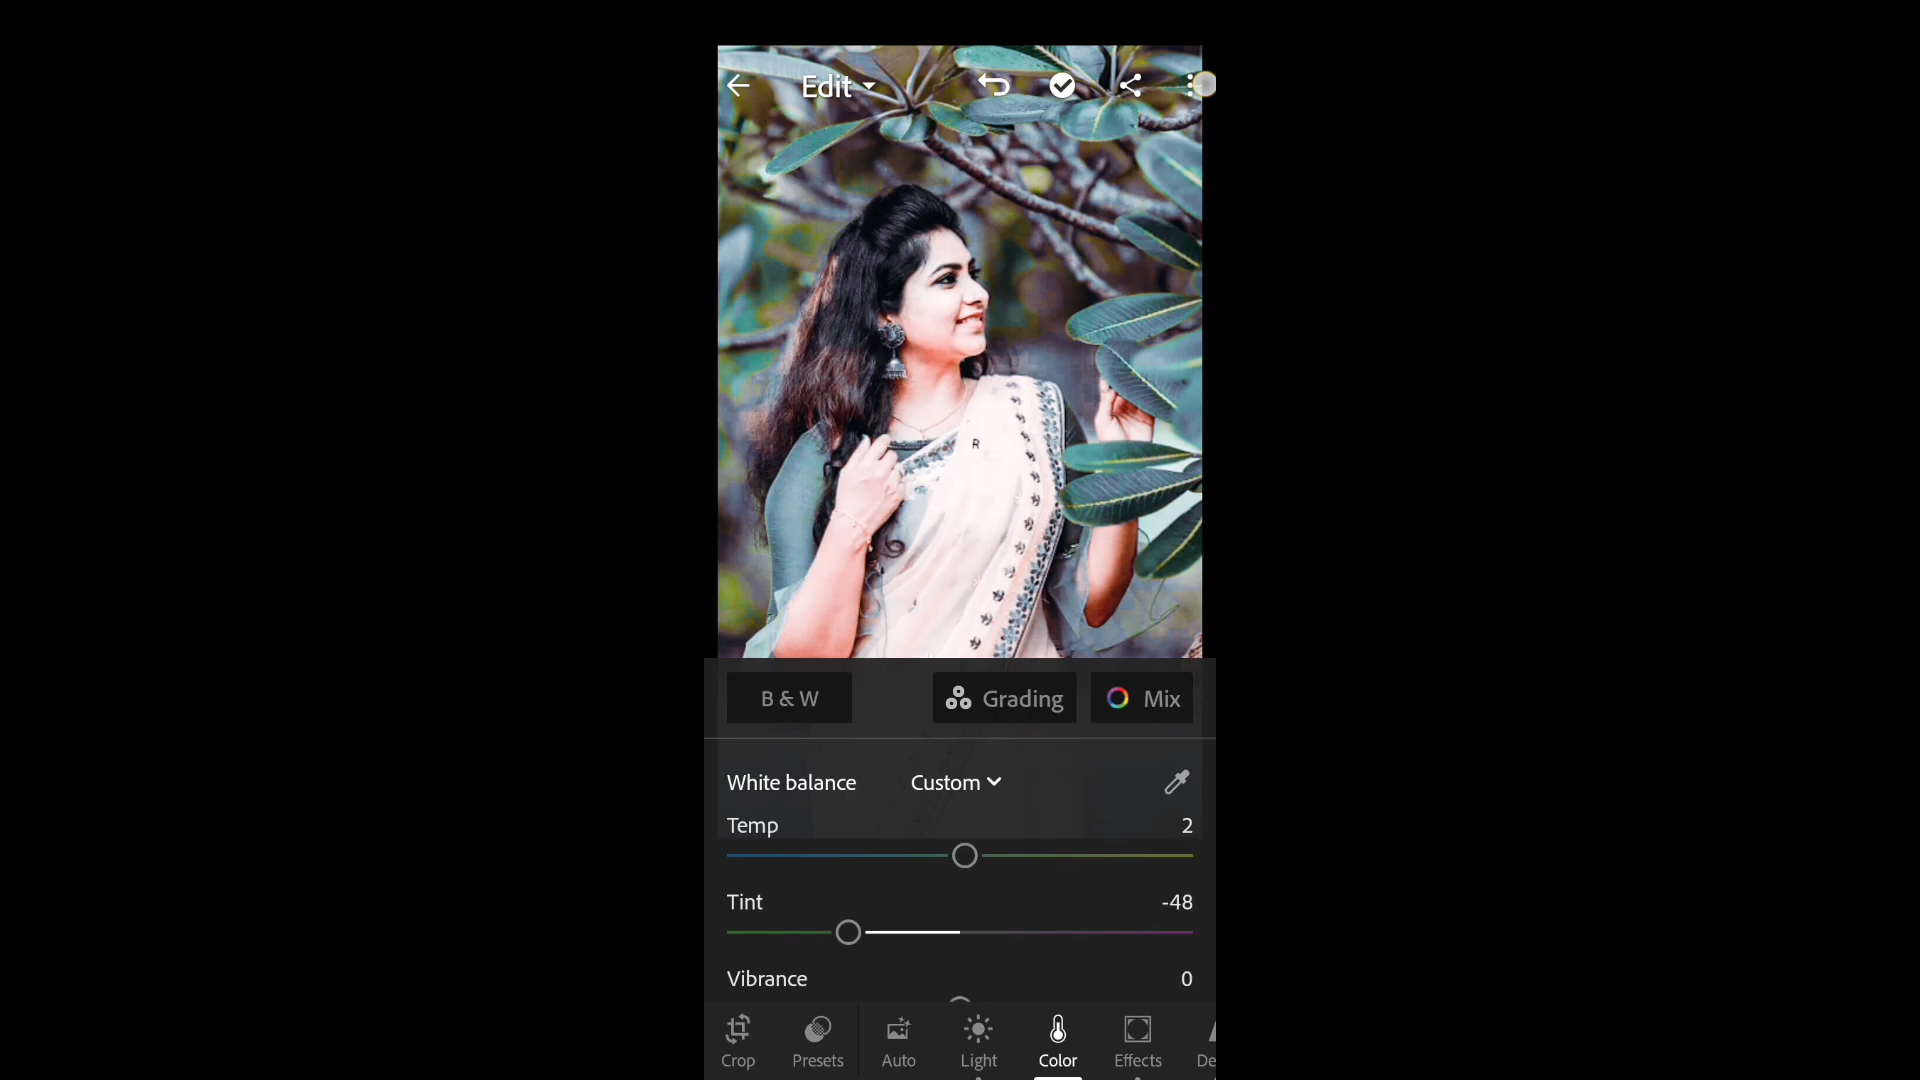 Edit
R
B & W
Grading
Mix
White balance
Custom
Temp
2
Tint
-48
Vibrance
0
Crop
Presets
Auto
Light
Color
Effects
De